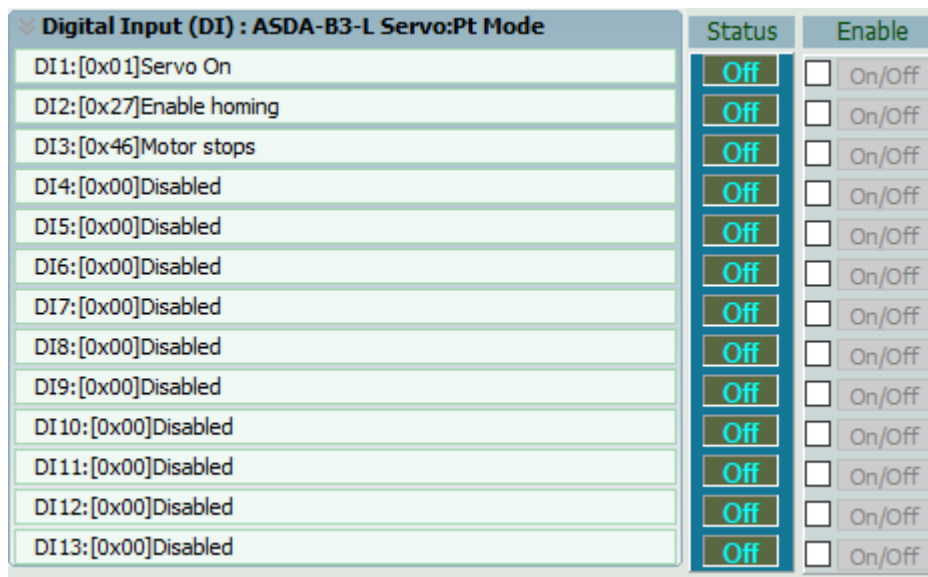 Digital Input (DI) : ASDA-B3-L Servo:Pt Mode Status Enable
DI1:[0x01]Servo On Off On/Off
DI2:[0x27]Enable homing Off On/Off
DI3:[0x46]Motor stops Off On/Off
DI4:[0x00]Disabled Off On/Off
DI5:[0x00]Disabled Off On/Off
DI6:[0x00]Disabled Off On/Off
DI7:[0x00]Disabled Off On/Off
DI8:[0x00]Disabled Off On/Off
DI9:[0x00]Disabled Off On/Off
DI10:[0x00]Disabled Off On/Off
DI11:[0x00]Disabled Off On/Off
DI12:[0x00]Disabled Off On/Off
DI13:[0x00]Disabled Off On/Off